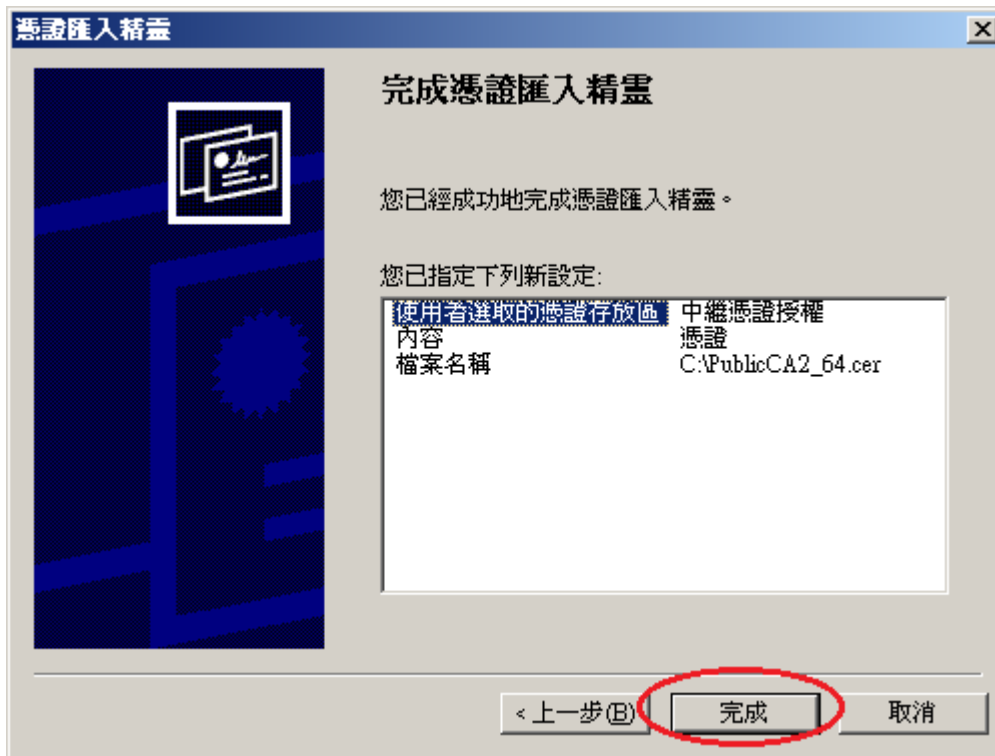 憑證匯入精靈
完成憑證匯入精靈
您已經成功地完成憑證匯入精靈。
您已指定下列新設定:
使用者選取的憑證存放區 中繼憑證授權
內容 憑證
檔案名稱 C:\PublicCA2_64.cer
<上一步(B) 完成 取消